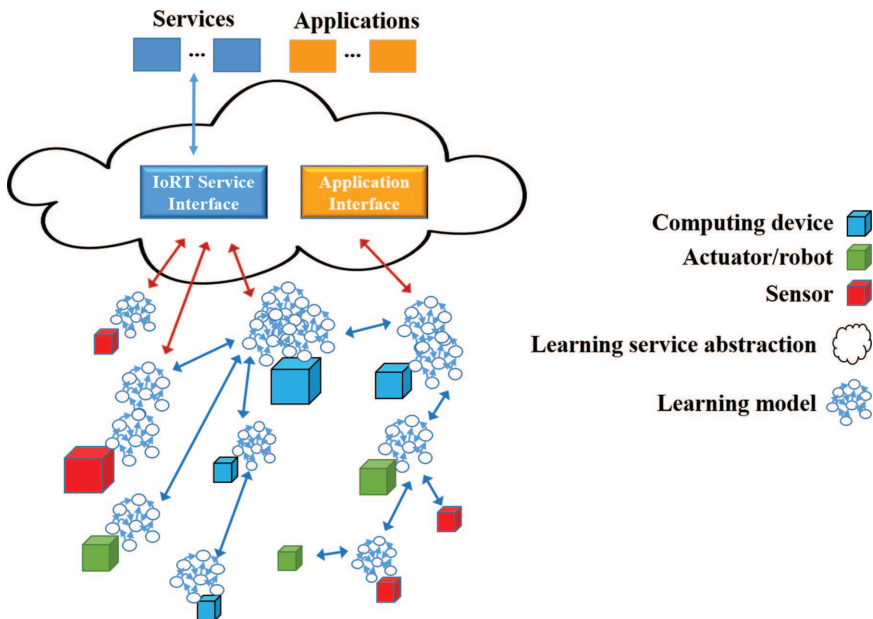 Services
Applications
...
...
IoRT Service
Interface
Application
Interface
Computing device
Actuator/robot
Sensor
Learning service abstraction
Learning model